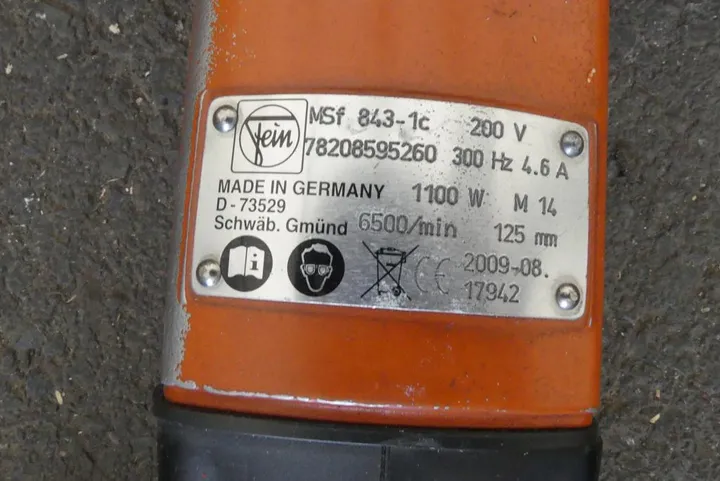 Fein
MSf 843-1c 200 V
78208595260 300 Hz 4.6 A
MADE IN GERMANY 1100 W M 14
D-73529
Schwäb. Gmünd 6500/min 125 mm
i
CE 2009-08.
17942